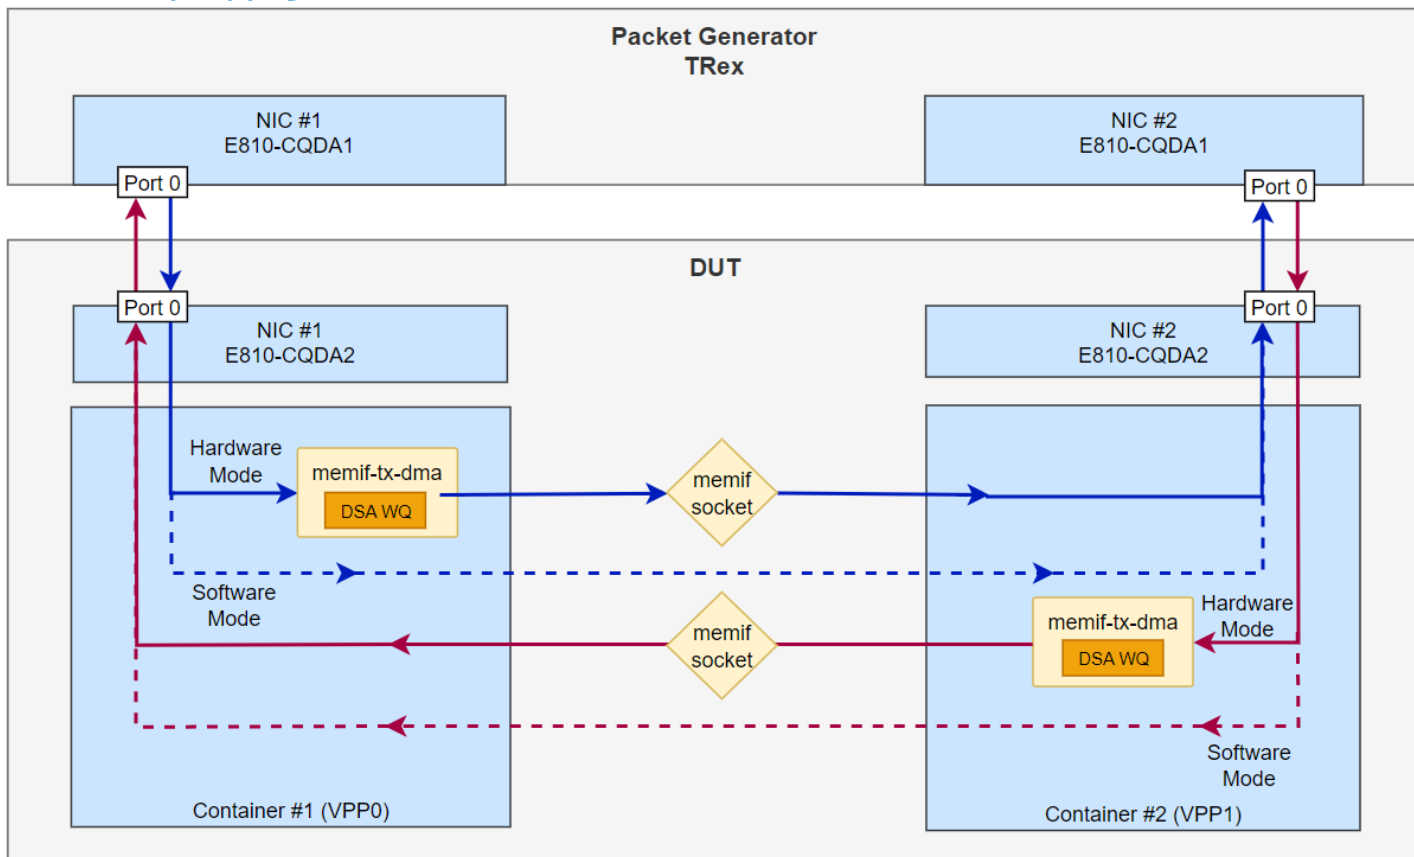 Packet Generator
TRex
NIC #1
E810-CQDA1
NIC #2
E810-CQDA1
Port 0
Port 0
DUT
Port 0
Port 0
NIC #1
E810-CQDA2
NIC #2
E810-CQDA2
Hardware
Mode
memif-tx-dma
DSA WQ
memif
socket
Software
Mode
memif
socket
memif-tx-dma
DSA WQ
Hardware
Mode
Software
Mode
Container #1 (VPP0)
Container #2 (VPP1)